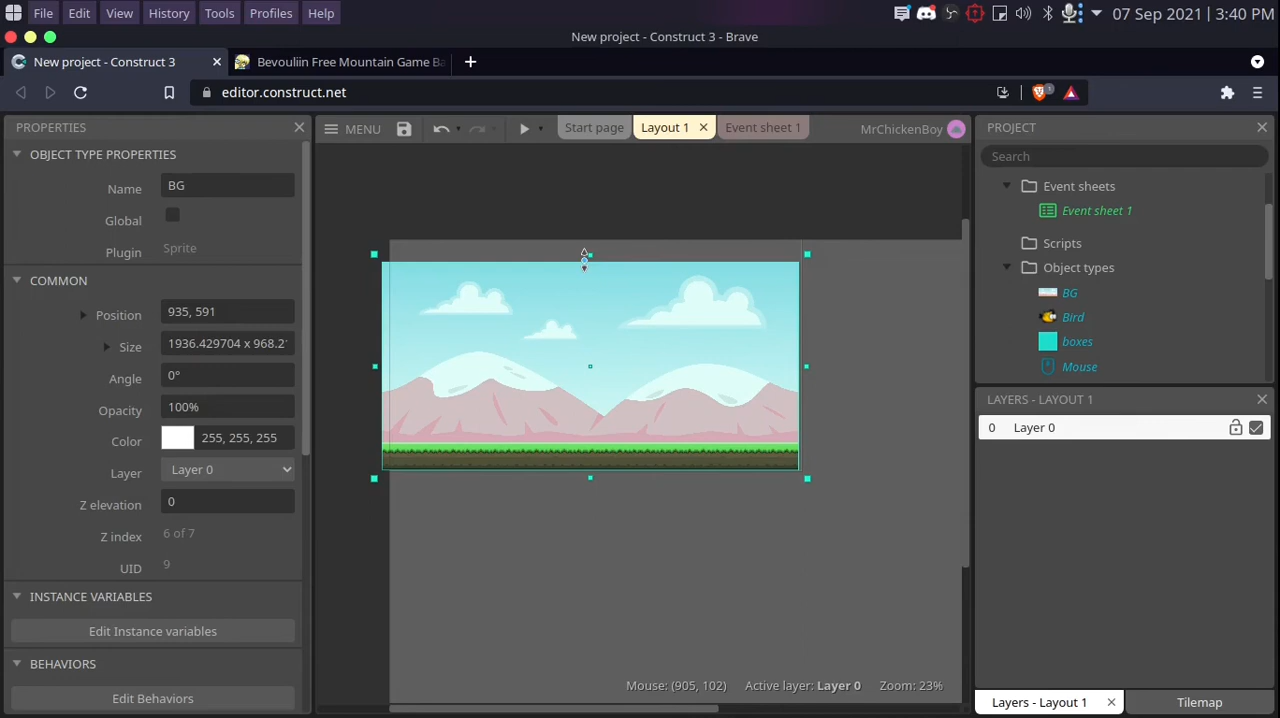 File Edit View History Tools Profiles Help
07 Sep 2021 | 3:40 PM
New project - Construct 3 - Brave
New project - Construct 3
Bevouliin Free Mountain Game Ba
editor.construct.net
1
PROPERTIES
MENU
Start page
Layout 1
Event sheet 1
MrChickenBoy
PROJECT
OBJECT TYPE PROPERTIES
Name BG
Global
Plugin Sprite
COMMON
Position 935, 591
Size 1936.429704 x 968.21
Angle 0°
Opacity 100%
Color 255, 255, 255
Layer Layer 0
Z elevation 0
Z index 6 of 7
UID 9
INSTANCE VARIABLES
Edit Instance variables
BEHAVIORS
Edit Behaviors
Mouse: (905, 102) Active layer: Layer 0 Zoom: 23%
Search
Event sheets
Event sheet 1
Scripts
Object types
BG
Bird
boxes
Mouse
LAYERS - LAYOUT 1
0 Layer 0
Layers - Layout 1
Tilemap